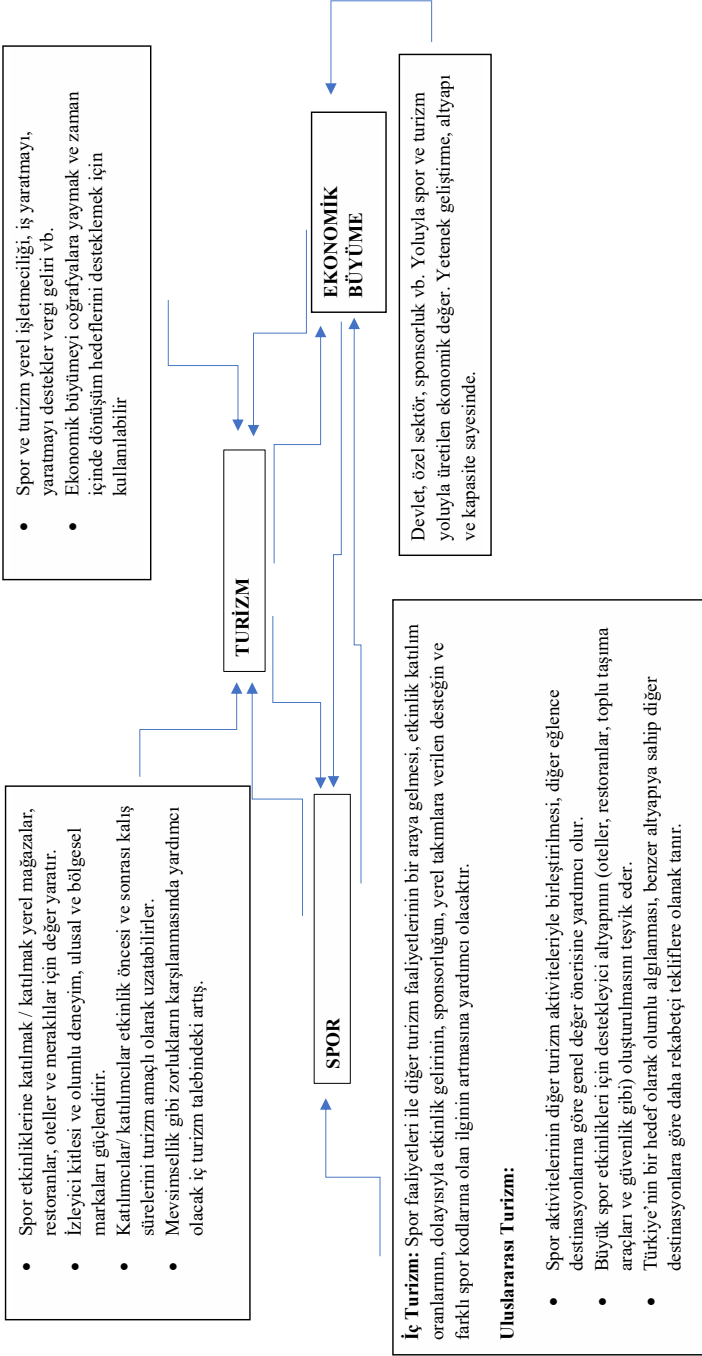 • Spor etkinliklerine katılmak / katılmak yerel mağazalar,
restoranlar, oteller ve meraklılar için değer yaratır.
• İzleyici kitlesi ve olumlu deneyim, ulusal ve bölgesel
markaları güçlendirir.
• Katılımcılar/ katılımcılar etkinlik öncesi ve sonrası kalış
sürelerini turizm amaçlı olarak uzatabilirler.
• Mevsimsellik gibi zorlukların karşılanmasında yardımcı
olacak iç turizm talebindeki artış.
• Spor ve turizm yerel işletmeciliği, iş yaratmayı,
yaratmayı destekler vergi geliri vb.
• Ekonomik büyümeyi coğrafyalara yaymak ve zaman
içinde dönüşüm hedeflerini desteklemek için
kullanılabilir
TURİZM
SPOR
EKONOMİK
BÜYÜME
İç Turizm: Spor faaliyetleri ile diğer turizm faaliyetlerinin bir araya gelmesi, etkinlik katılım
oranlarının, dolayısıyla etkinlik gelirinin, sponsorluğun, yerel takımlara verilen desteğin ve
farklı spor kodlarına olan ilginin artmasına yardımcı olacaktır.
Uluslararası Turizm:
• Spor aktivitelerinin diğer turizm aktiviteleriyle birleştirilmesi, diğer eğlence
destinasyonlarına göre genel değer önerisine yardımcı olur.
• Büyük spor etkinlikleri için destekleyici altyapının (oteller, restoranlar, toplu taşıma
araçları ve güvenlik gibi) oluşturulmasını teşvik eder.
• Türkiye’nin bir hedef olarak olumlu algılanması, benzer altyapıya sahip diğer
destinasyonlara göre daha rekabetçi tekliflere olanak tanır.
Devlet, özel sektör, sponsorluk vb. Yoluyla spor ve turizm
yoluyla üretilen ekonomik değer. Yetenek geliştirme, altyapı
ve kapasite sayesinde.